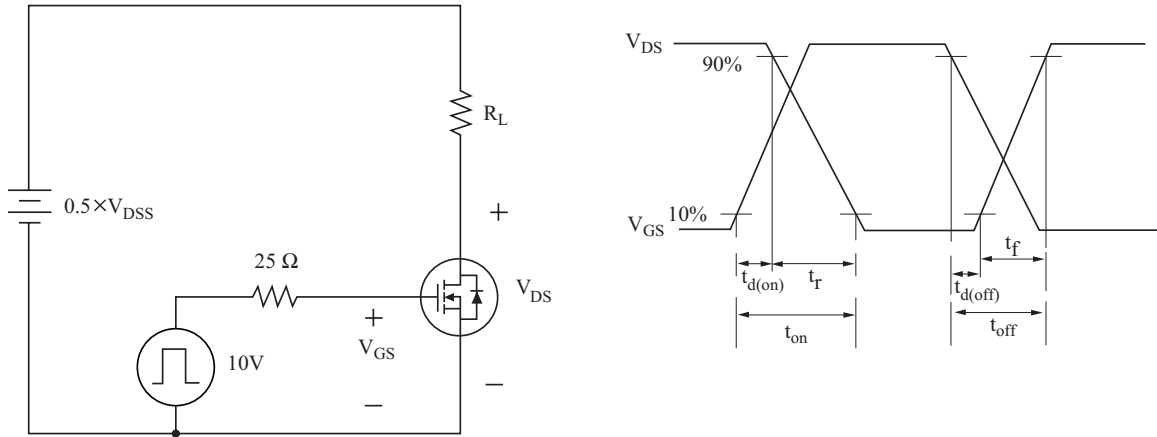 R_L
0.5×V_DSS
+
25 Ω
V_DS
+
V_GS
10V
−
−
V_DS
90%
V_GS
10%
t_d(on)
t_r
t_on
t_f
t_d(off)
t_off